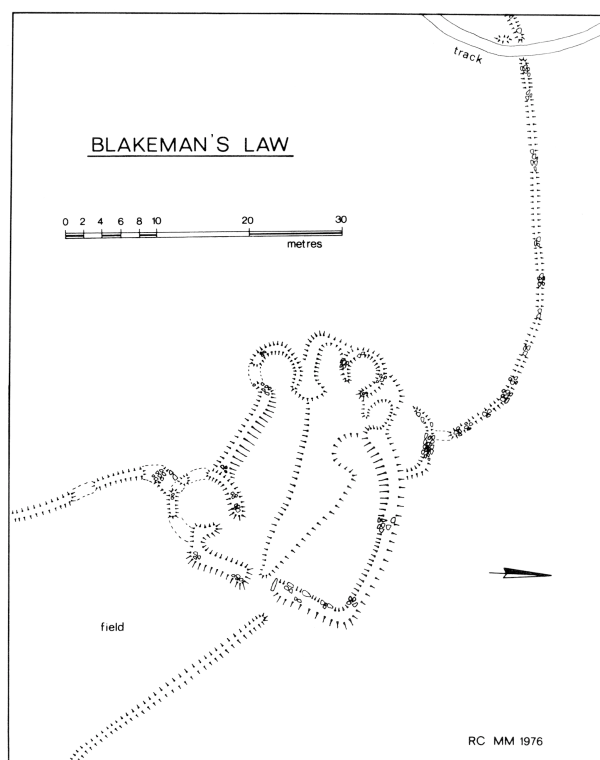 track
BLAKEMAN'S LAW
0 2 4 6 8 10 20 30
metres
field
RC MM 1976